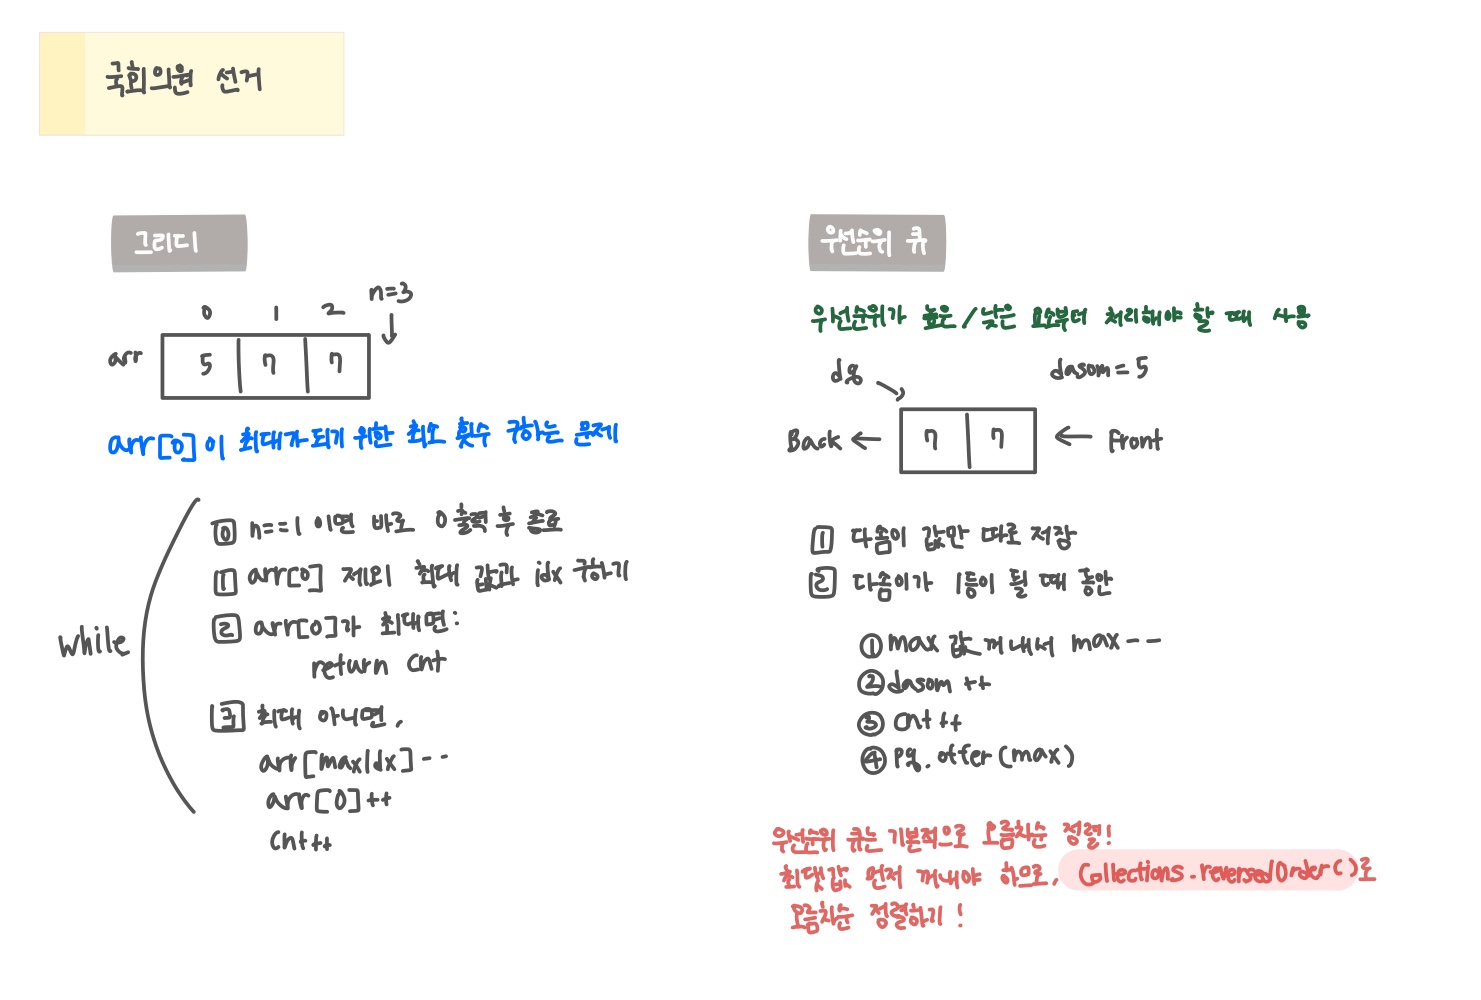 국회의원 선거
그리디
0 1 2 n=3
arr 5 7 7
arr[0]이 최대가 되기 위한 최소 횟수 구하는 문제
while
0 n==1 이면 바로 0 출력 후 종료
1 arr[0] 제외 최대 값과 idx 구하기
2 arr[0]가 최대면:
return cnt
3 최대 아니면,
arr[maxIdx]--
arr[0]++
cnt++
우선순위 큐
우선순위가 높은/낮은 요소부터 처리해야 할 때 사용
dq dasom=5
Back ← 7 7 ← Front
1 다솜이 값만 따로 저장
2 다솜이가 1등이 될 때 동안
① max 값 꺼내서 max--
② dasom ++
③ cnt++
④ pq.offer(max)
우선순위 큐는 기본적으로 오름차순 정렬!
최댓값 먼저 꺼내야 하므로, Collections.reversedOrder()로
오름차순 정렬하기!